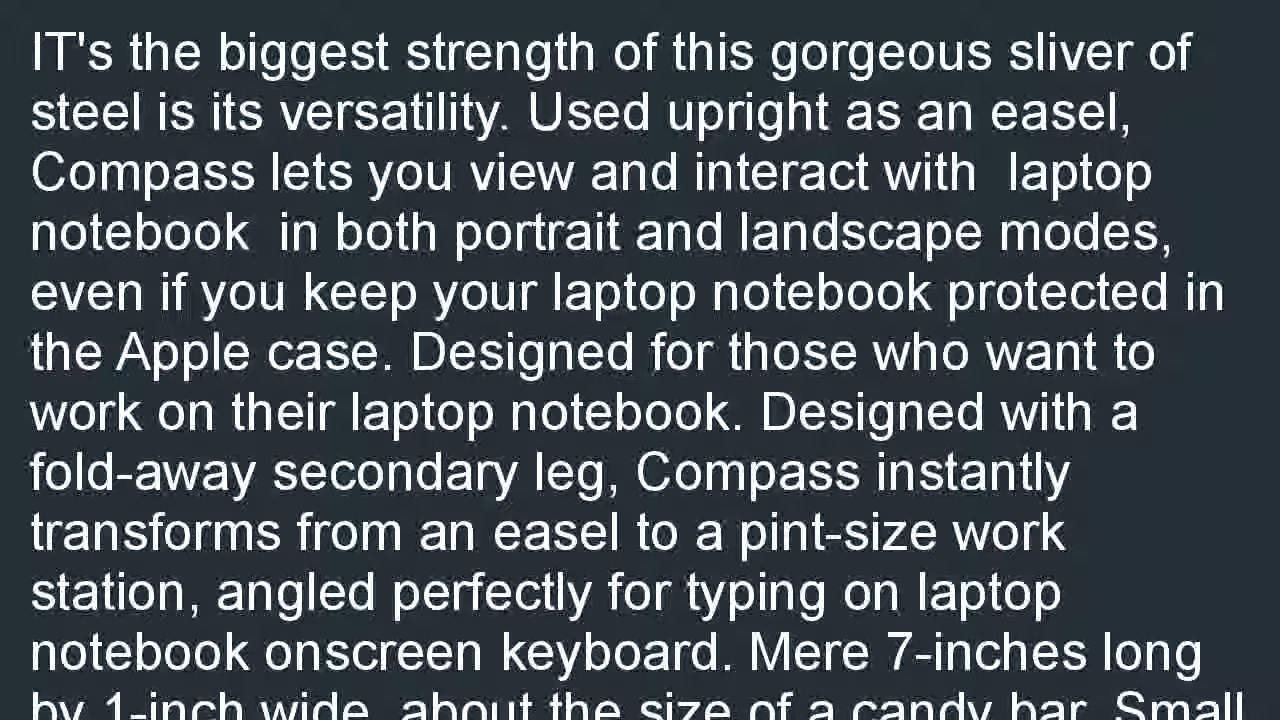 IT's the biggest strength of this gorgeous sliver of
steel is its versatility. Used upright as an easel,
Compass lets you view and interact with  laptop
notebook  in both portrait and landscape modes,
even if you keep your laptop notebook protected in
the Apple case. Designed for those who want to
work on their laptop notebook. Designed with a
fold-away secondary leg, Compass instantly
transforms from an easel to a pint-size work
station, angled perfectly for typing on laptop
notebook onscreen keyboard. Mere 7-inches long
by 1-inch wide, about the size of a candy bar. Small